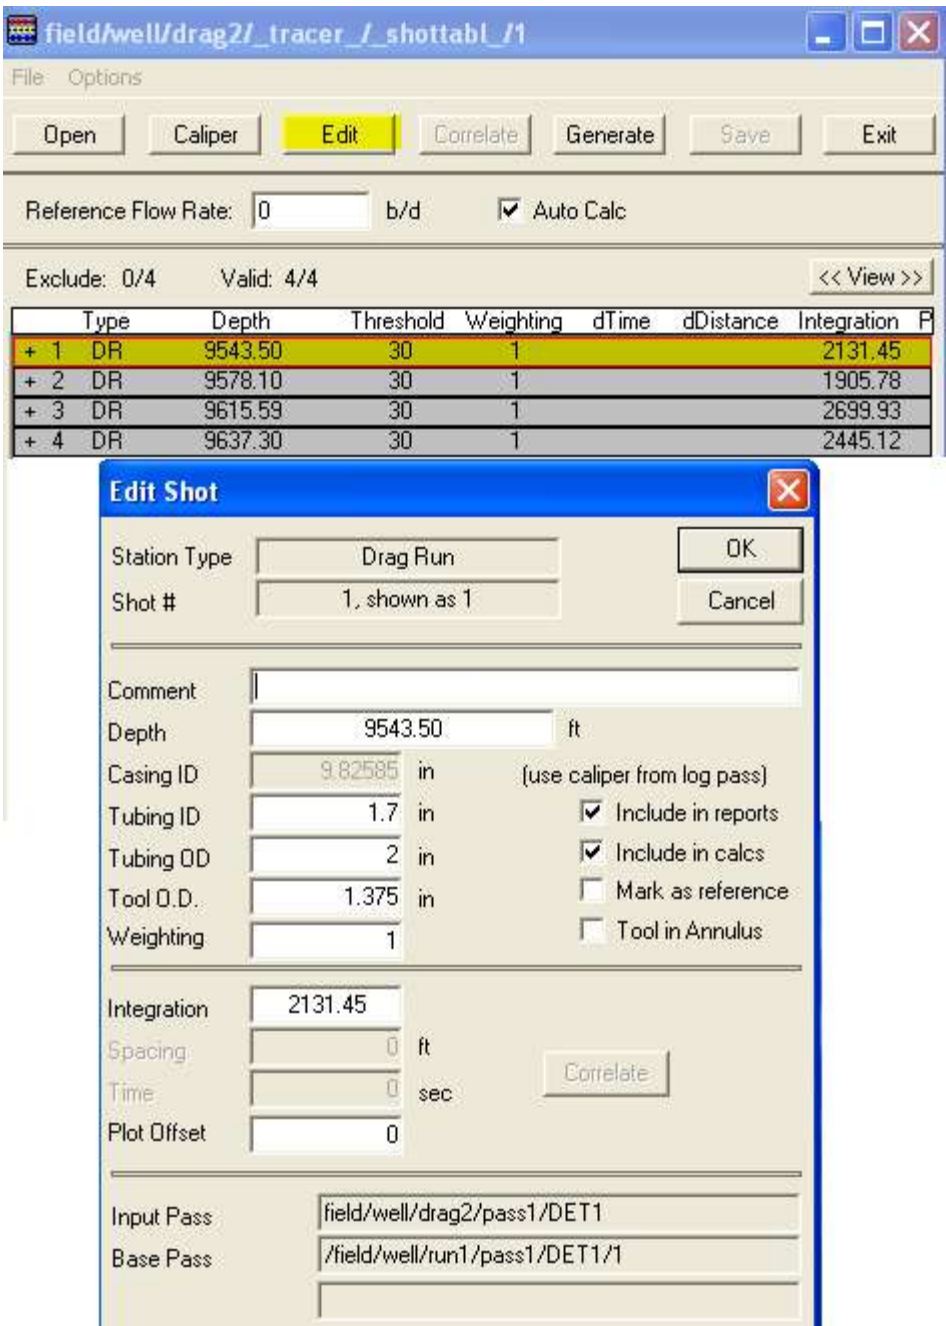 field/well/drag2/_tracer_/_shottabl_/1
File Options
Open Caliper Edit Correlate Generate Save Exit
Reference Flow Rate: 0 b/d Auto Calc
Exclude: 0/4 Valid: 4/4 << View >>
Type Depth Threshold Weighting dTime dDistance Integration P
+ 1 DR 9543.50 30 1 2131.45
+ 2 DR 9578.10 30 1 1905.78
+ 3 DR 9615.59 30 1 2699.93
+ 4 DR 9637.30 30 1 2445.12
Edit Shot
Station Type Drag Run OK
Shot # 1, shown as 1 Cancel
Comment
Depth 9543.50 ft
Casing ID 9.82585 in (use caliper from log pass)
Tubing ID 1.7 in Include in reports
Tubing OD 2 in Include in calcs
Tool O.D. 1.375 in Mark as reference
Weighting 1 Tool in Annulus
Integration 2131.45
Spacing 0 ft
Correlate
Time 0 sec
Plot Offset 0
Input Pass field/well/drag2/pass1/DET1
Base Pass /field/well/run1/pass1/DET1/1